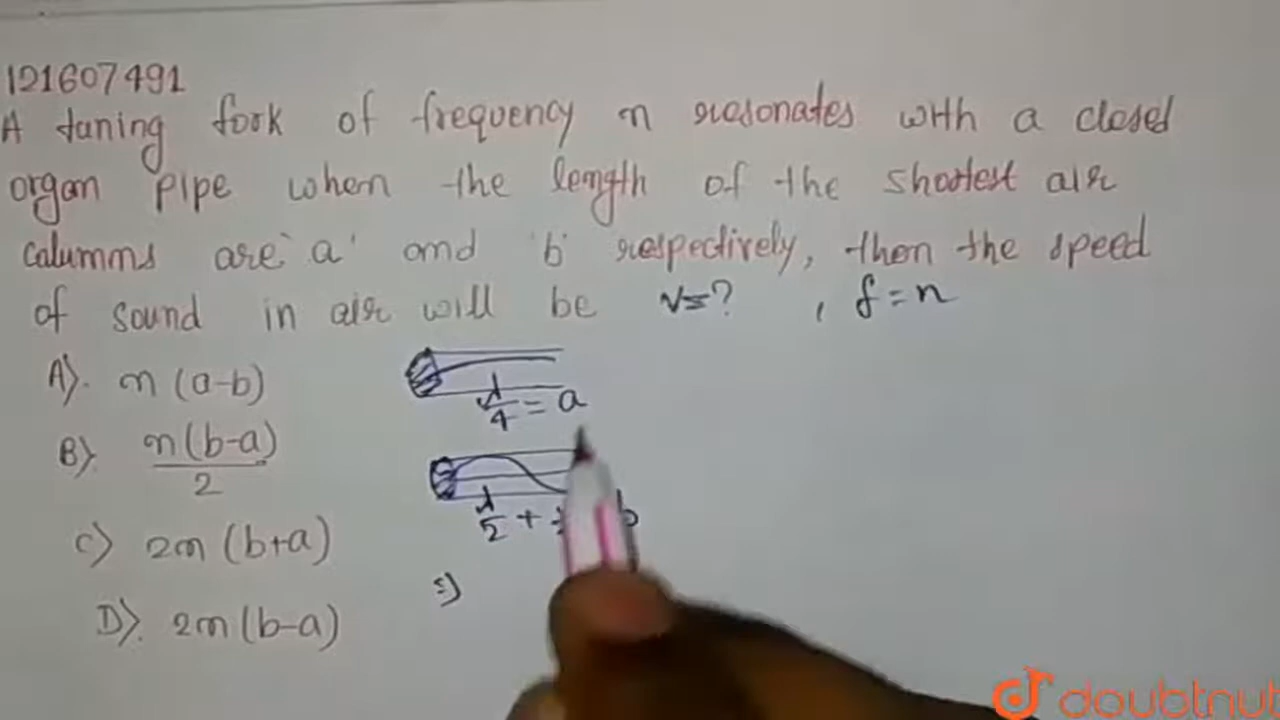 121607491
A tuning fork of frequency n resonates with a closed
organ pipe when the length of the shortest air
columns are 'a' and 'b' respectively, then the speed
of sound in air will be v=? , f=n
A). n(a-b)
λ/4 = a
B). n(b-a)/2
λ/2 +
b
C) 2n(b+a)
D). 2n(b-a)
doubtnut